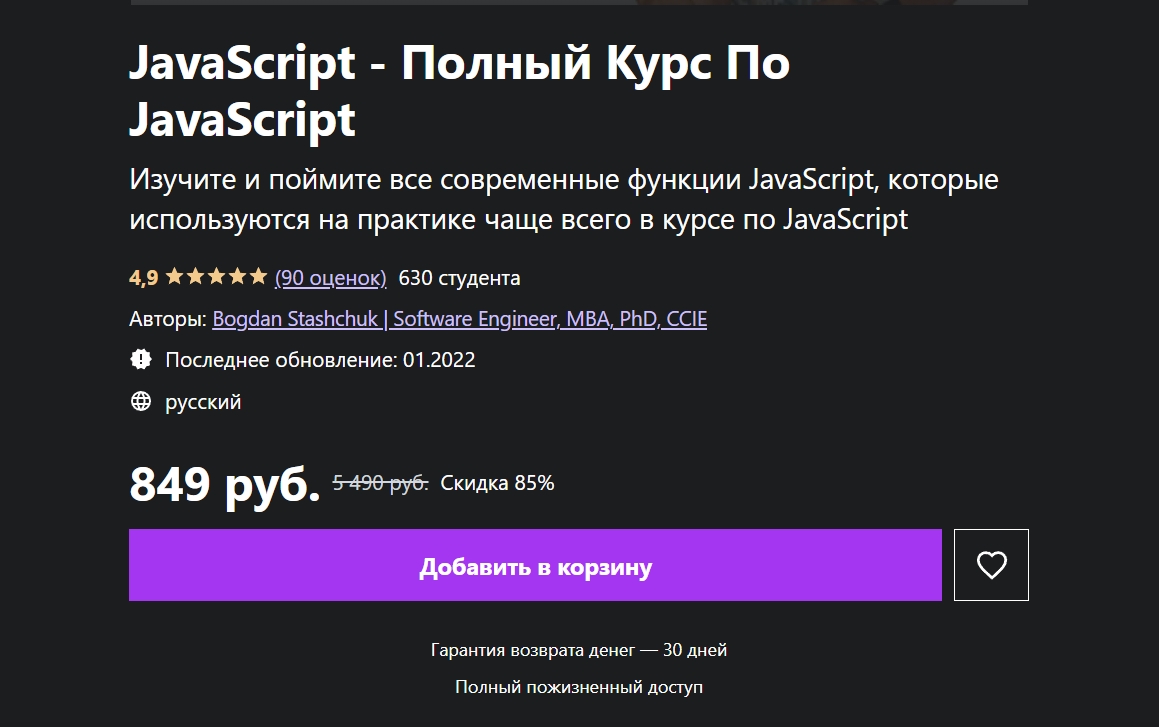 JavaScript - Полный Курс По
JavaScript
Изучите и поймите все современные функции JavaScript, которые
используются на практике чаще всего в курсе по JavaScript
4,9 (90 оценок) 630 студента
Авторы: Bogdan Stashchuk | Software Engineer, MBA, PhD, CCIE
Последнее обновление: 01.2022
русский
849 руб. 5 490 руб. Скидка 85%
Добавить в корзину
Гарантия возврата денег — 30 дней
Полный пожизненный доступ